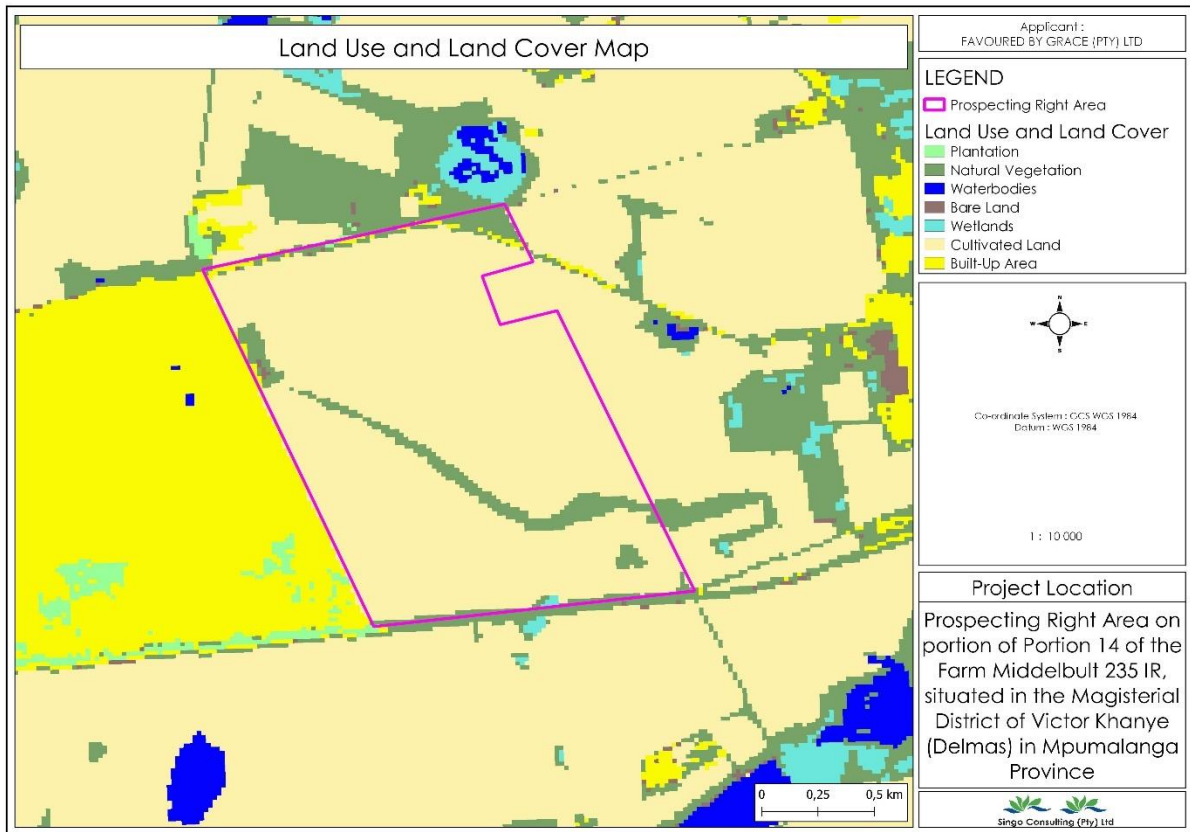 Land Use and Land Cover Map
Applicant :
FAVOURED BY GRACE (PTY) LTD
LEGEND
Prospecting Right Area
Land Use and Land Cover
Plantation
Natural Vegetation
Waterbodies
Bare Land
Wetlands
Cultivated Land
Built-Up Area
N
W
E
S
Co-ordinate System : GCS WGS 1984
Datum : WGS 1984
1 : 10 000
Project Location
Prospecting Right Area on
portion of Portion 14 of the
Farm Middelbult 235 IR,
situated in the Magisterial
District of Victor Khanye
(Delmas) in Mpumalanga
Province
0 0,25 0,5 km
Singo Consulting (Pty) Ltd